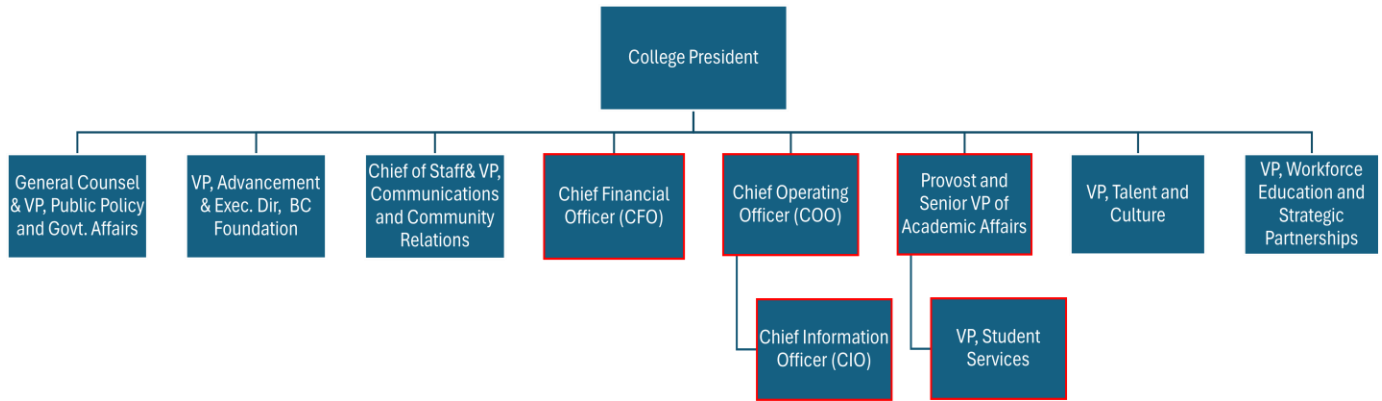 College President
General Counsel
& VP, Public Policy
and Govt. Affairs
VP, Advancement
& Exec. Dir,  BC
Foundation
Chief of Staff& VP,
Communications
and Community
Relations
Chief Financial
Officer (CFO)
Chief Operating
Officer (COO)
Provost and
Senior VP of
Academic Affairs
VP, Talent and
Culture
VP, Workforce
Education and
Strategic
Partnerships
Chief Information
Officer (CIO)
VP, Student
Services